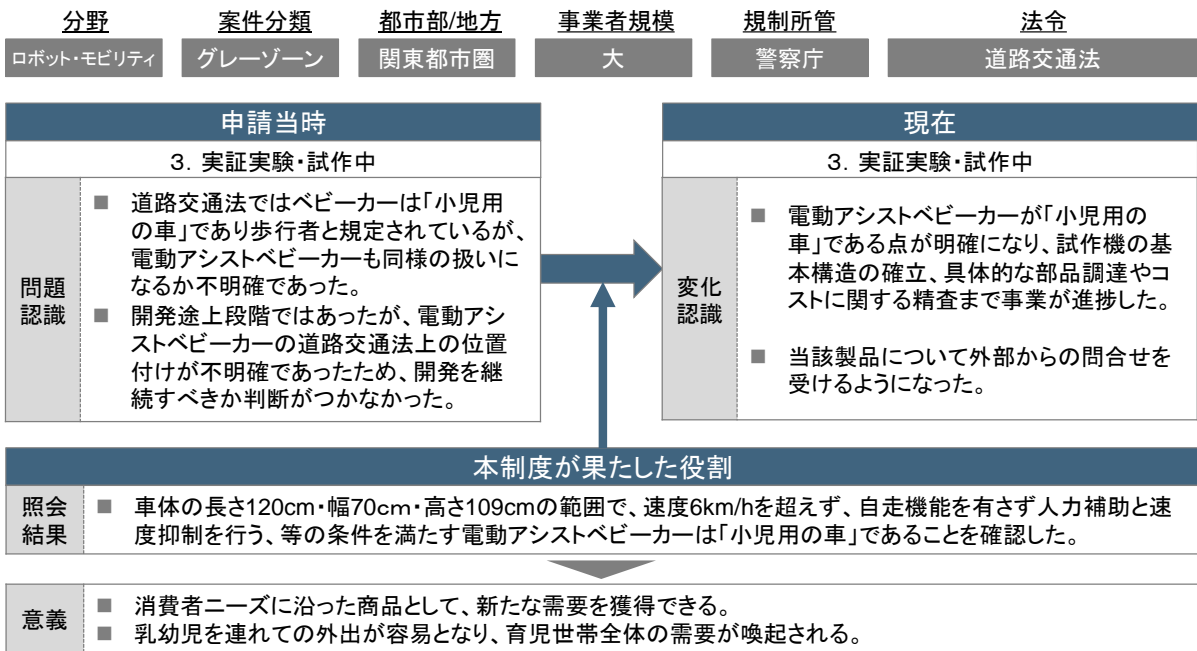 分野 案件分類 都市部/地方 事業者規模 規制所管 法令
ロボット・モビリティ グレーゾーン 関東都市圏 大 警察庁 道路交通法
申請当時
3．実証実験・試作中
問題
認識
■ 道路交通法ではベビーカーは「小児用
の車」であり歩行者と規定されているが、
電動アシストベビーカーも同様の扱いに
なるか不明確であった。
■ 開発途上段階ではあったが、電動アシ
ストベビーカーの道路交通法上の位置
付けが不明確であったため、開発を継
続すべきか判断がつかなかった。
現在
3．実証実験・試作中
変化
認識
■ 電動アシストベビーカーが「小児用の
車」である点が明確になり、試作機の基
本構造の確立、具体的な部品調達やコ
ストに関する精査まで事業が進捗した。
■ 当該製品について外部からの問合せを
受けるようになった。
本制度が果たした役割
照会
結果
■ 車体の長さ120cm・幅70ｃｍ・高さ109cmの範囲で、速度6km/hを超えず、自走機能を有さず人力補助と速
度抑制を行う、等の条件を満たす電動アシストベビーカーは「小児用の車」であることを確認した。
意義
■ 消費者ニーズに沿った商品として、新たな需要を獲得できる。
■ 乳幼児を連れての外出が容易となり、育児世帯全体の需要が喚起される。